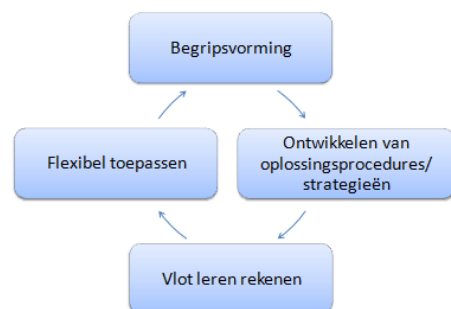 Begripsvorming
Flexibel toepassen
Ontwikkelen van
oplossingsprocedures/
strategieën
Vlot leren rekenen